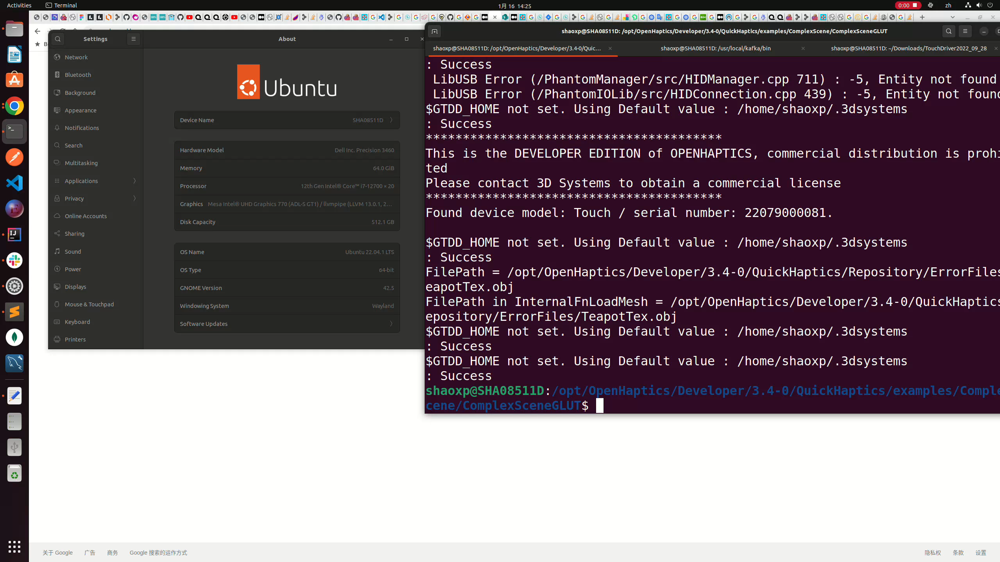 Activities
Terminal
1月 16 14:25
0:00
zh
Settings
About
Network
Bluetooth
Background
Appearance
Notifications
Search
Multitasking
Applications
Privacy
Online Accounts
Sharing
Sound
Power
Displays
Mouse & Touchpad
Keyboard
Printers
Ubuntu
Device Name SHA08511D
Hardware Model Dell Inc. Precision 3460
Memory 64.0 GiB
Processor 12th Gen Intel® Core™ i7-12700 × 20
Graphics Mesa Intel® UHD Graphics 770 (ADL-S GT1) / llvmpipe (LLVM 13.0.1, 2…
Disk Capacity 512.1 GB
OS Name Ubuntu 22.04.1 LTS
OS Type 64-bit
GNOME Version 42.5
Windowing System Wayland
Software Updates
shaoxp@SHA08511D: /opt/OpenHaptics/Developer/3.4-0/QuickHaptics/examples/ComplexScene/ComplexSceneGLUT
shaoxp@SHA08511D: /opt/OpenHaptics/Developer/3.4-0/Quic…
shaoxp@SHA08511D: /usr/local/kafka/bin
shaoxp@SHA08511D: ~/Downloads/TouchDriver2022_09_28
: Success
LibUSB Error (/PhantomManager/src/HIDManager.cpp 711) : -5, Entity not found
LibUSB Error (/PhantomIOLib/src/HIDConnection.cpp 439) : -5, Entity not found
$GTDD_HOME not set. Using Default value : /home/shaoxp/.3dsystems
: Success
****************************************
This is the DEVELOPER EDITION of OPENHAPTICS, commercial distribution is prohi
ted
Please contact 3D Systems to obtain a commercial license
****************************************
Found device model: Touch / serial number: 22079000081.
$GTDD_HOME not set. Using Default value : /home/shaoxp/.3dsystems
: Success
FilePath = /opt/OpenHaptics/Developer/3.4-0/QuickHaptics/Repository/ErrorFiles
eapotTex.obj
FilePath in InternalFnLoadMesh = /opt/OpenHaptics/Developer/3.4-0/QuickHaptics
epository/ErrorFiles/TeapotTex.obj
$GTDD_HOME not set. Using Default value : /home/shaoxp/.3dsystems
: Success
$GTDD_HOME not set. Using Default value : /home/shaoxp/.3dsystems
: Success
shaoxp@SHA08511D:/opt/OpenHaptics/Developer/3.4-0/QuickHaptics/examples/Comple
cene/ComplexSceneGLUT$
关于 Google 广告 商务 Google 搜索的运作方式
隐私权 条款 设置